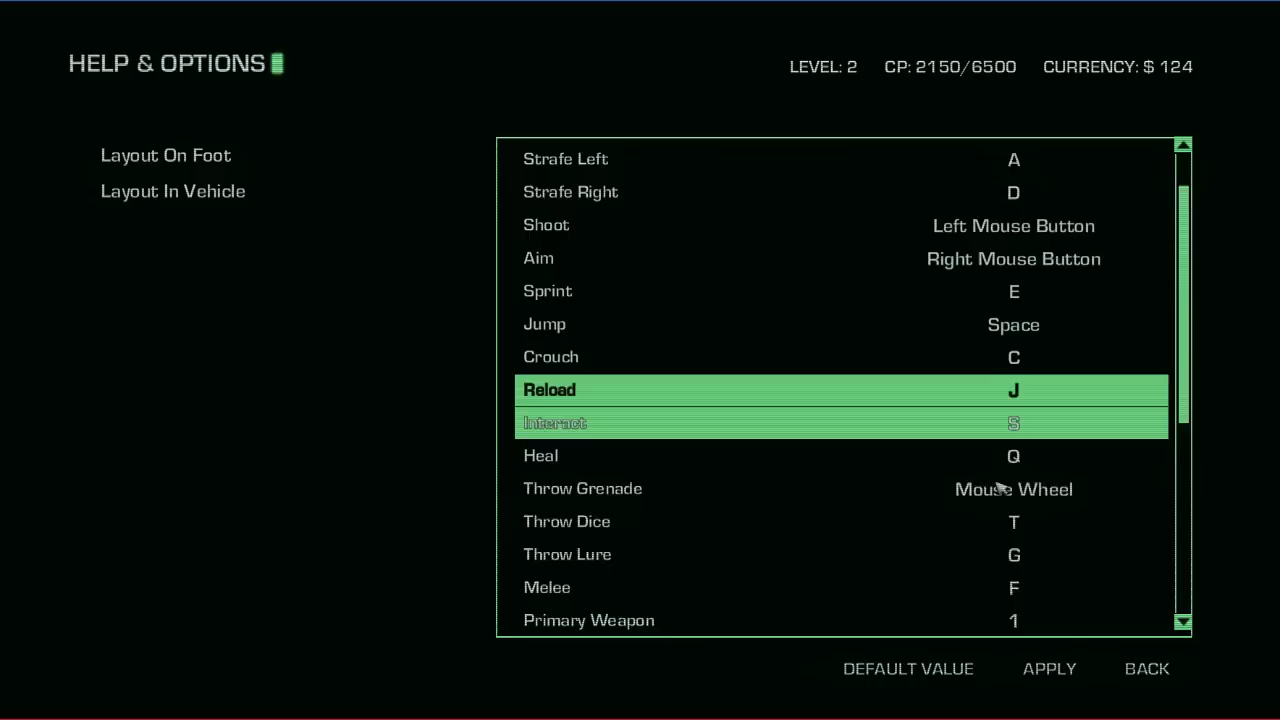 HELP & OPTIONS
LEVEL: 2 CP: 2150/6500 CURRENCY: $ 124
Layout On Foot
Layout In Vehicle
Strafe Left A
Strafe Right D
Shoot Left Mouse Button
Aim Right Mouse Button
Sprint E
Jump Space
Crouch C
Reload J
Interact S
Heal Q
Throw Grenade Mouse Wheel
Throw Dice T
Throw Lure G
Melee F
Primary Weapon 1
DEFAULT VALUE APPLY BACK